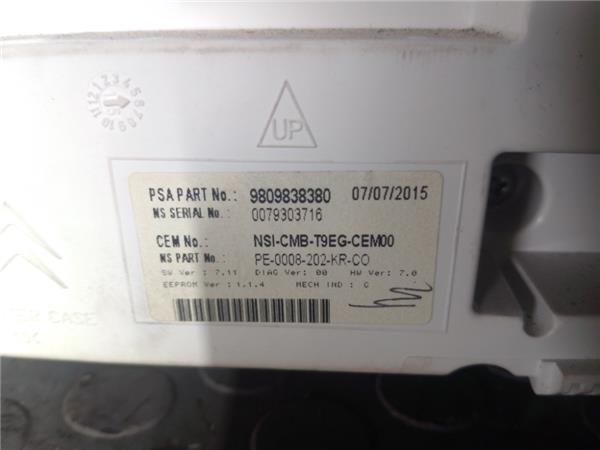 UP
PSA PART No.: 9809838380 07/07/2015
NS SERIAL No.: 0079303716
CEM No.: NSI-CMB-T9EG-CEM00
NS PART No.: PE-0008-202-KR-CO
SW Ver : 7.11 DIAG Ver: 00 HW Ver: 7.0
EEPROM Ver : 1.1.4 MECH IND : G
CASE